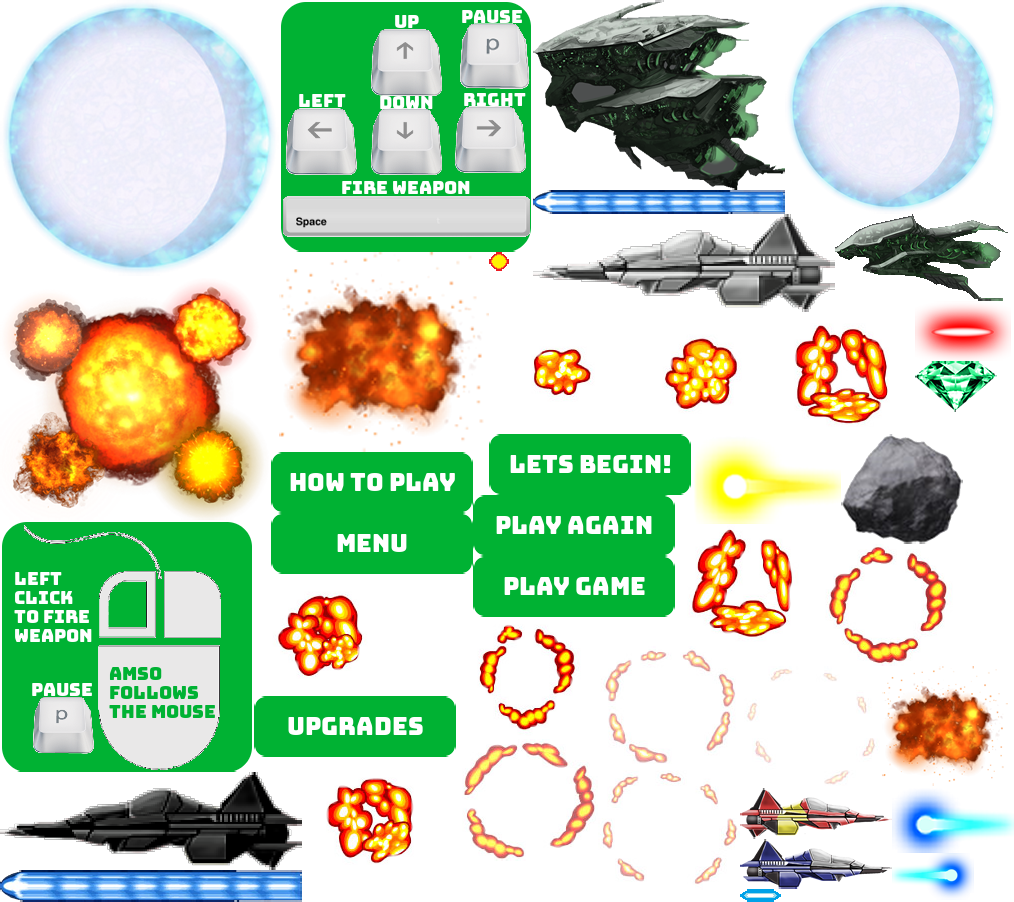 UP
PAUSE
p
LEFT
DOWN
RIGHT
FIRE WEAPON
Space
HOW TO PLAY
MENU
LETS BEGIN!
PLAY AGAIN
PLAY GAME
LEFT
CLICK
TO FIRE
WEAPON
AMSO
FOLLOWS
THE MOUSE
PAUSE
p
UPGRADES